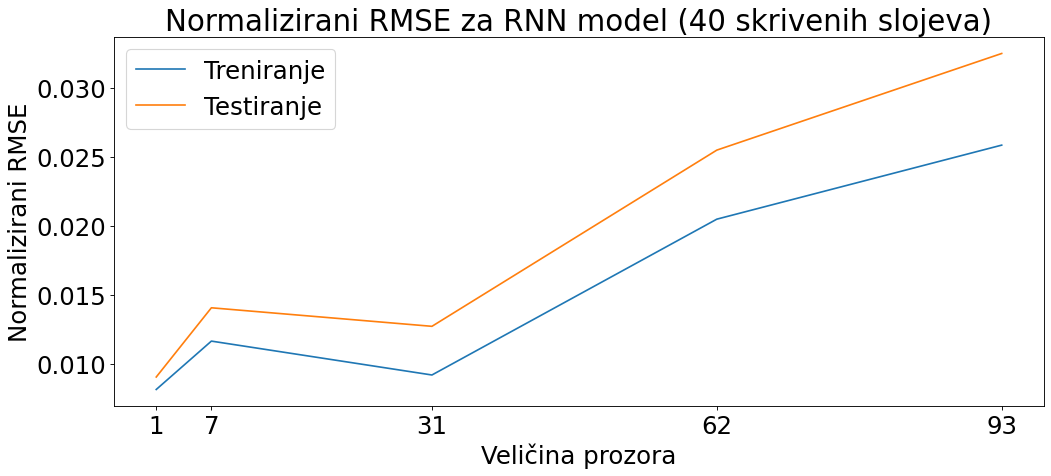 Normalizirani RMSE za RNN model (40 skrivenih slojeva)
Treniranje
Testiranje
Normalizirani RMSE
0.030
0.025
0.020
0.015
0.010
1 7 31 62 93
Veličina prozora